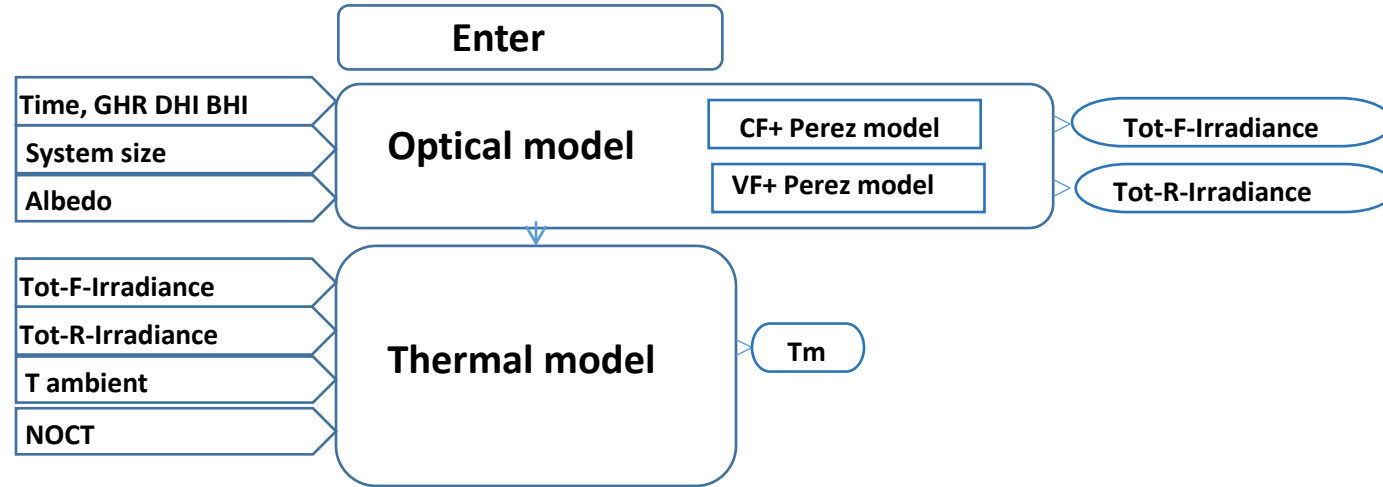 Enter
Time, GHR DHI BHI
System size
Albedo
Optical model
CF+ Perez model
VF+ Perez model
Tot-F-Irradiance
Tot-R-Irradiance
Tot-F-Irradiance
Tot-R-Irradiance
T ambient
NOCT
Thermal model
Tm